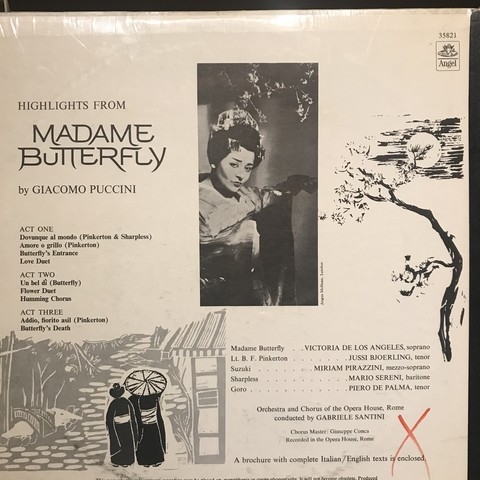 35821
Angel
HIGHLIGHTS FROM
MADAME
BUTTERFLY
by GIACOMO PUCCINI
ACT ONE
Dovunque al mondo (Pinkerton & Sharpless)
Amore o grillo (Pinkerton)
Butterfly's Entrance
Love Duet
ACT TWO
Un bel dì (Butterfly)
Flower Duet
Humming Chorus
ACT THREE
Addio, fiorito asil (Pinkerton)
Butterfly's Death
Madame Butterfly . . . VICTORIA DE LOS ANGELES, soprano
Lt. B. F. Pinkerton . . . . . . . . JUSSI BJOERLING, tenor
Suzuki . . . . . . . MIRIAM PIRAZZINI, mezzo-soprano
Sharpless . . . . . . . . . . . MARIO SERENI, baritone
Goro . . . . . . . . . . . . PIERO DE PALMA, tenor
Orchestra and Chorus of the Opera House, Rome
conducted by GABRIELE SANTINI
Chorus Master: Giuseppe Conca
Recorded in the Opera House, Rome
A brochure with complete Italian/English texts is enclosed.